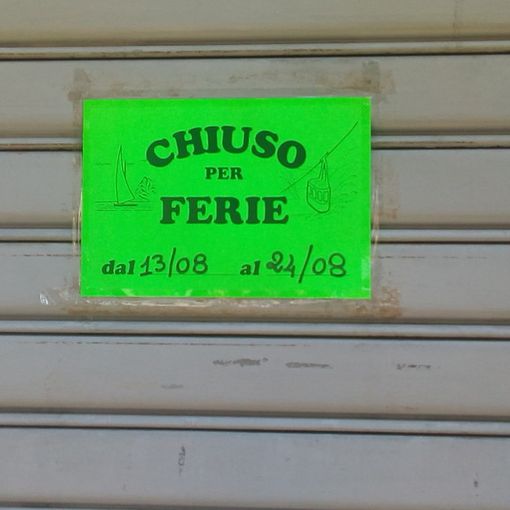 CHIUSO
PER
FERIE
dal 13/08 al 24/08